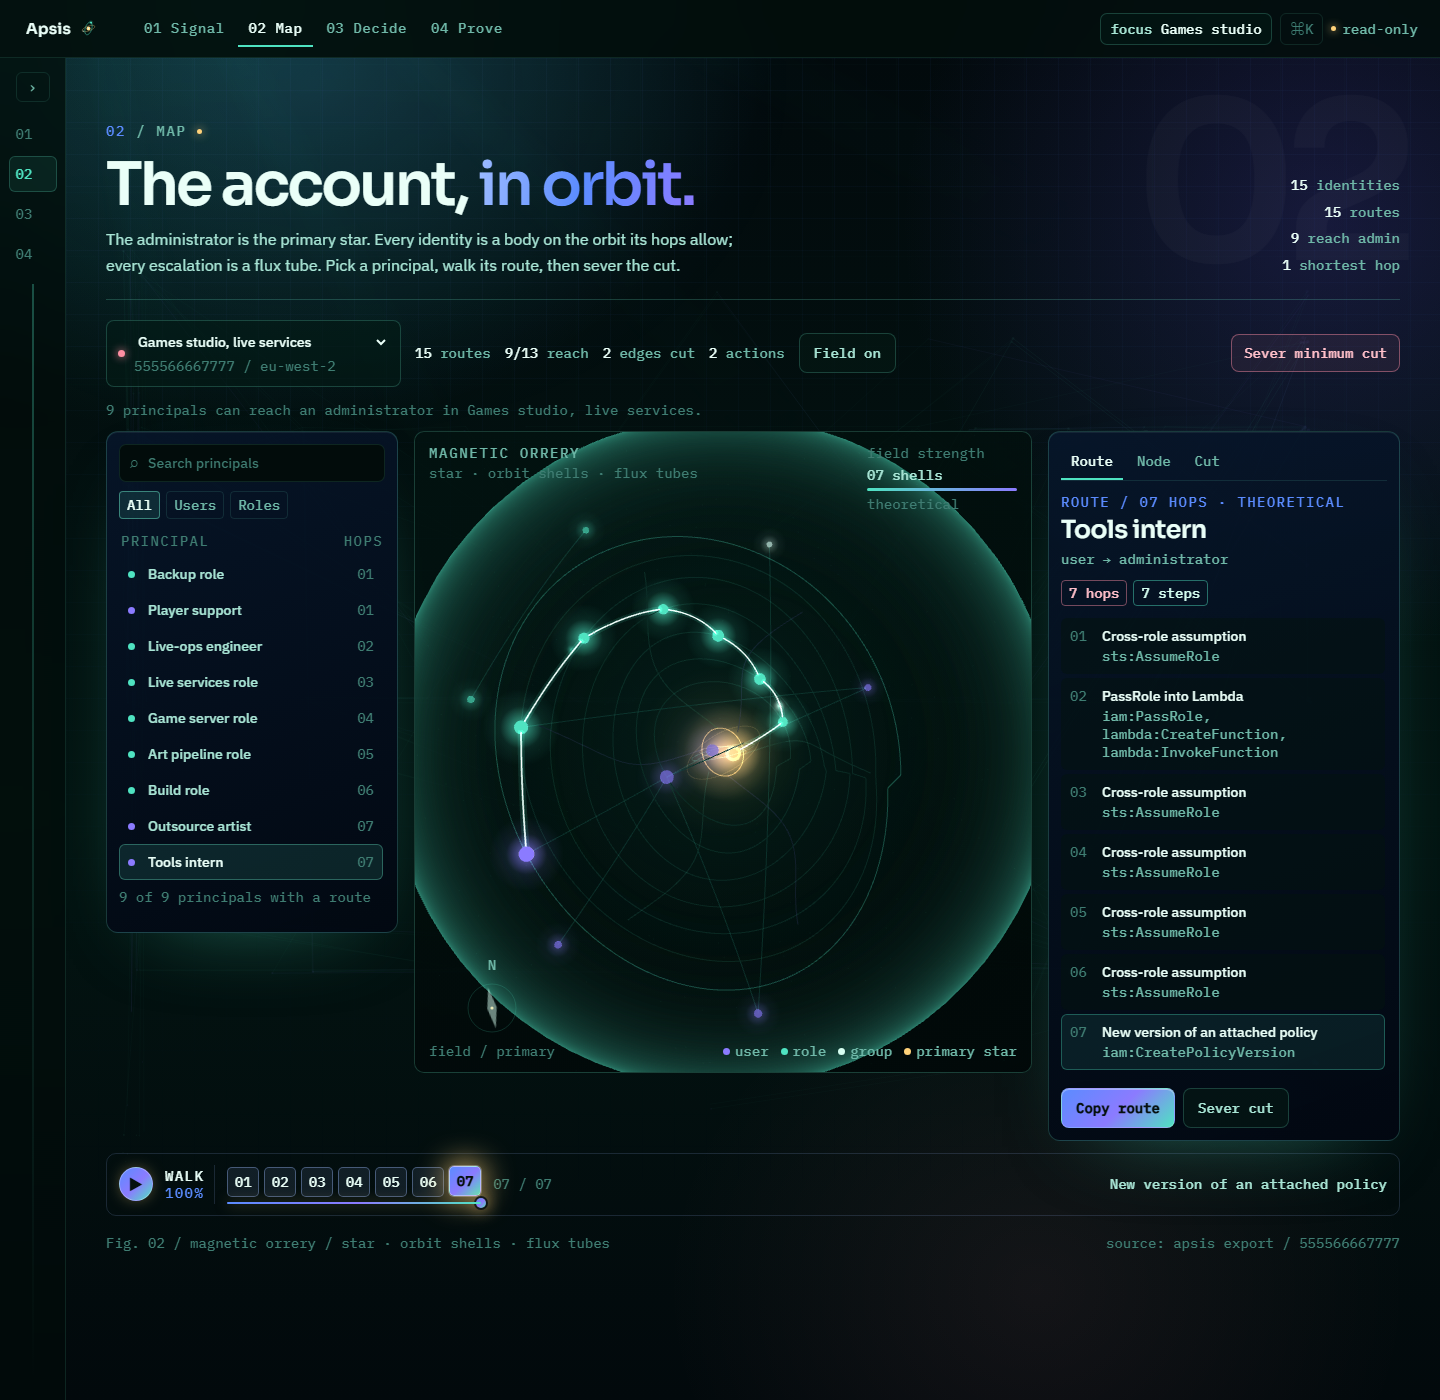 Apsis
01 Signal
02 Map
03 Decide
04 Prove
focus Games studio
⌘K
read-only
›
01
02
03
04
02 / MAP
02
The account, in orbit.
The administrator is the primary star. Every identity is a body on the orbit its hops allow;
every escalation is a flux tube. Pick a principal, walk its route, then sever the cut.
15 identities
15 routes
9 reach admin
1 shortest hop
Games studio, live services
555566667777 / eu-west-2
15 routes 9/13 reach 2 edges cut 2 actions
Field on
Sever minimum cut
9 principals can reach an administrator in Games studio, live services.
Search principals
All Users Roles
PRINCIPAL HOPS
Backup role 01
Player support 01
Live-ops engineer 02
Live services role 03
Game server role 04
Art pipeline role 05
Build role 06
Outsource artist 07
Tools intern 07
9 of 9 principals with a route
MAGNETIC ORRERY
star · orbit shells · flux tubes
field strength
07 shells
theoretical
N
field / primary
user role group primary star
Route Node Cut
ROUTE / 07 HOPS · THEORETICAL
Tools intern
user → administrator
7 hops 7 steps
01 Cross-role assumption
sts:AssumeRole
02 PassRole into Lambda
iam:PassRole,
lambda:CreateFunction,
lambda:InvokeFunction
03 Cross-role assumption
sts:AssumeRole
04 Cross-role assumption
sts:AssumeRole
05 Cross-role assumption
sts:AssumeRole
06 Cross-role assumption
sts:AssumeRole
07 New version of an attached policy
iam:CreatePolicyVersion
Copy route
Sever cut
WALK
100%
01 02 03 04 05 06 07
07 / 07
New version of an attached policy
Fig. 02 / magnetic orrery / star · orbit shells · flux tubes
source: apsis export / 555566667777